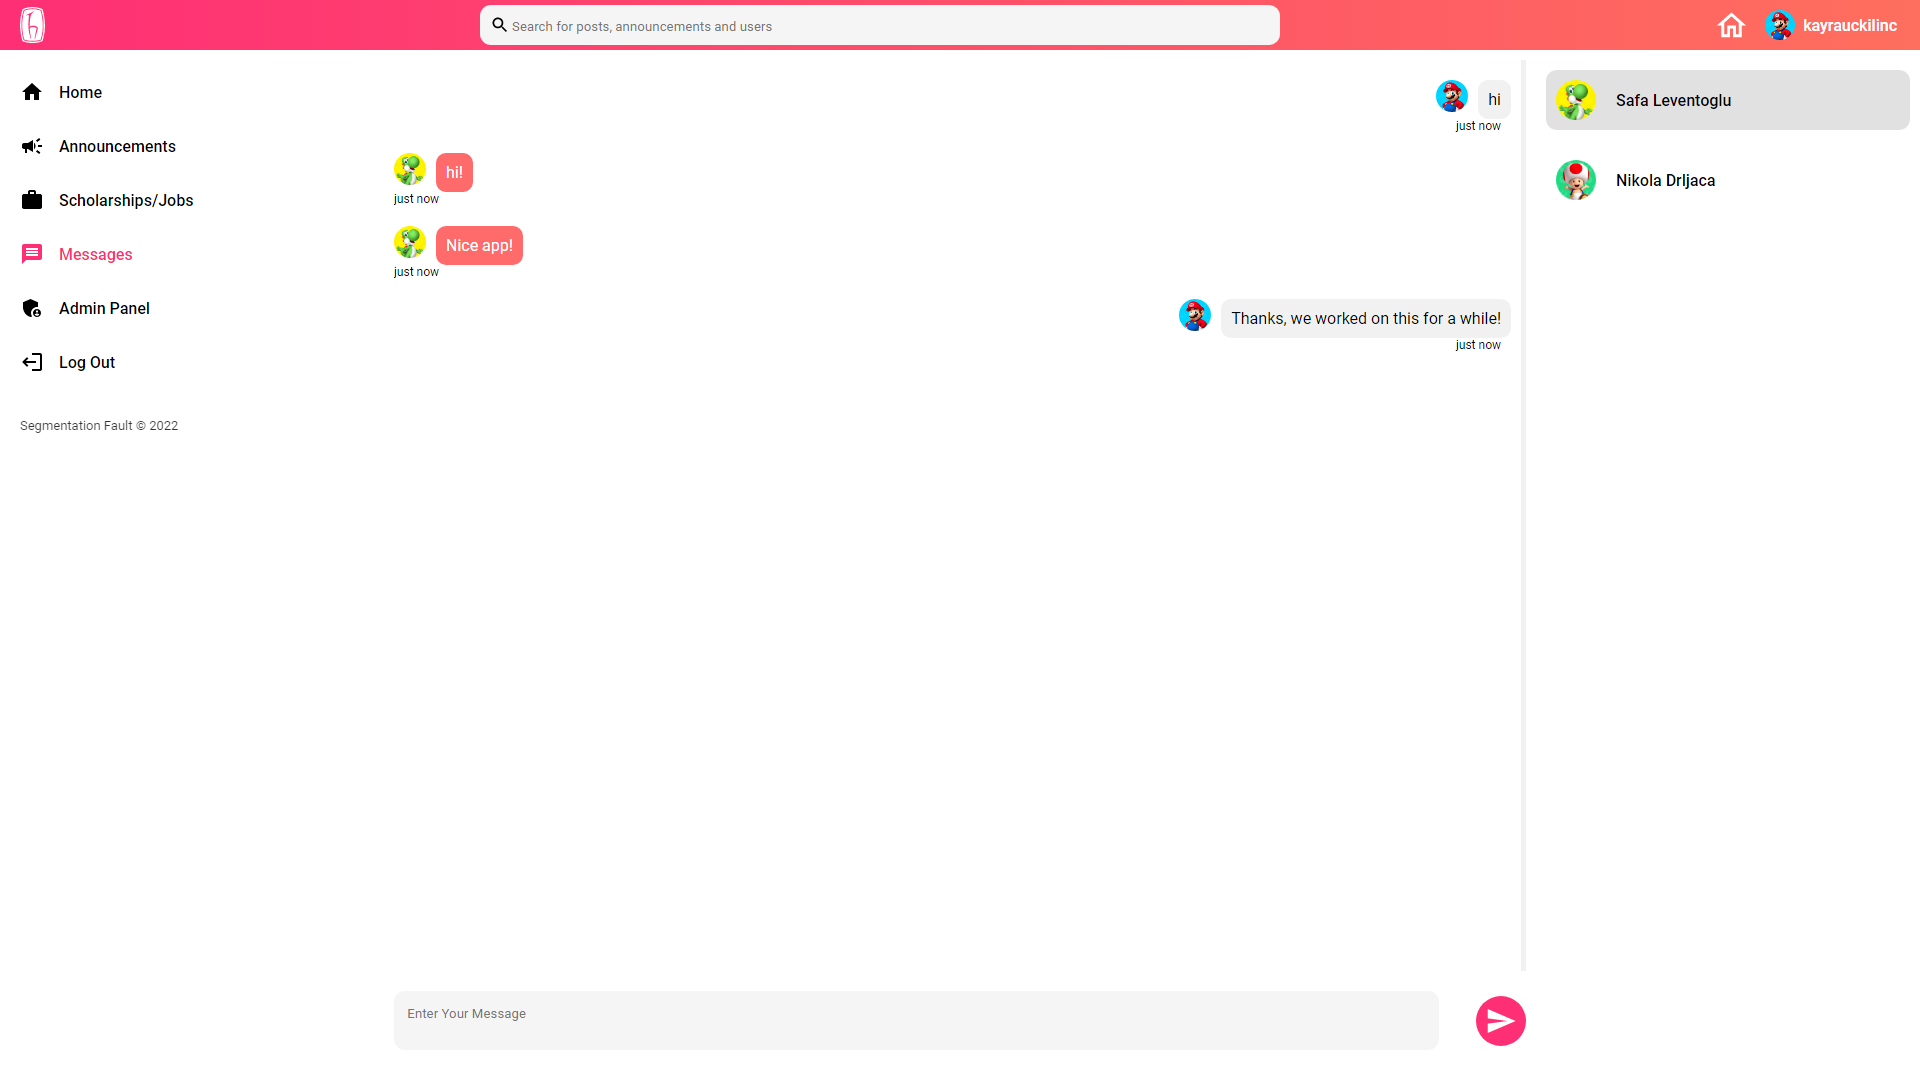 Search for posts, announcements and users
kayrauckilinc
Home
Announcements
Scholarships/Jobs
Messages
Admin Panel
Log Out
Segmentation Fault © 2022
hi
just now
hi!
just now
Nice app!
just now
Thanks, we worked on this for a while!
just now
Enter Your Message
Safa Leventoglu
Nikola Drljaca